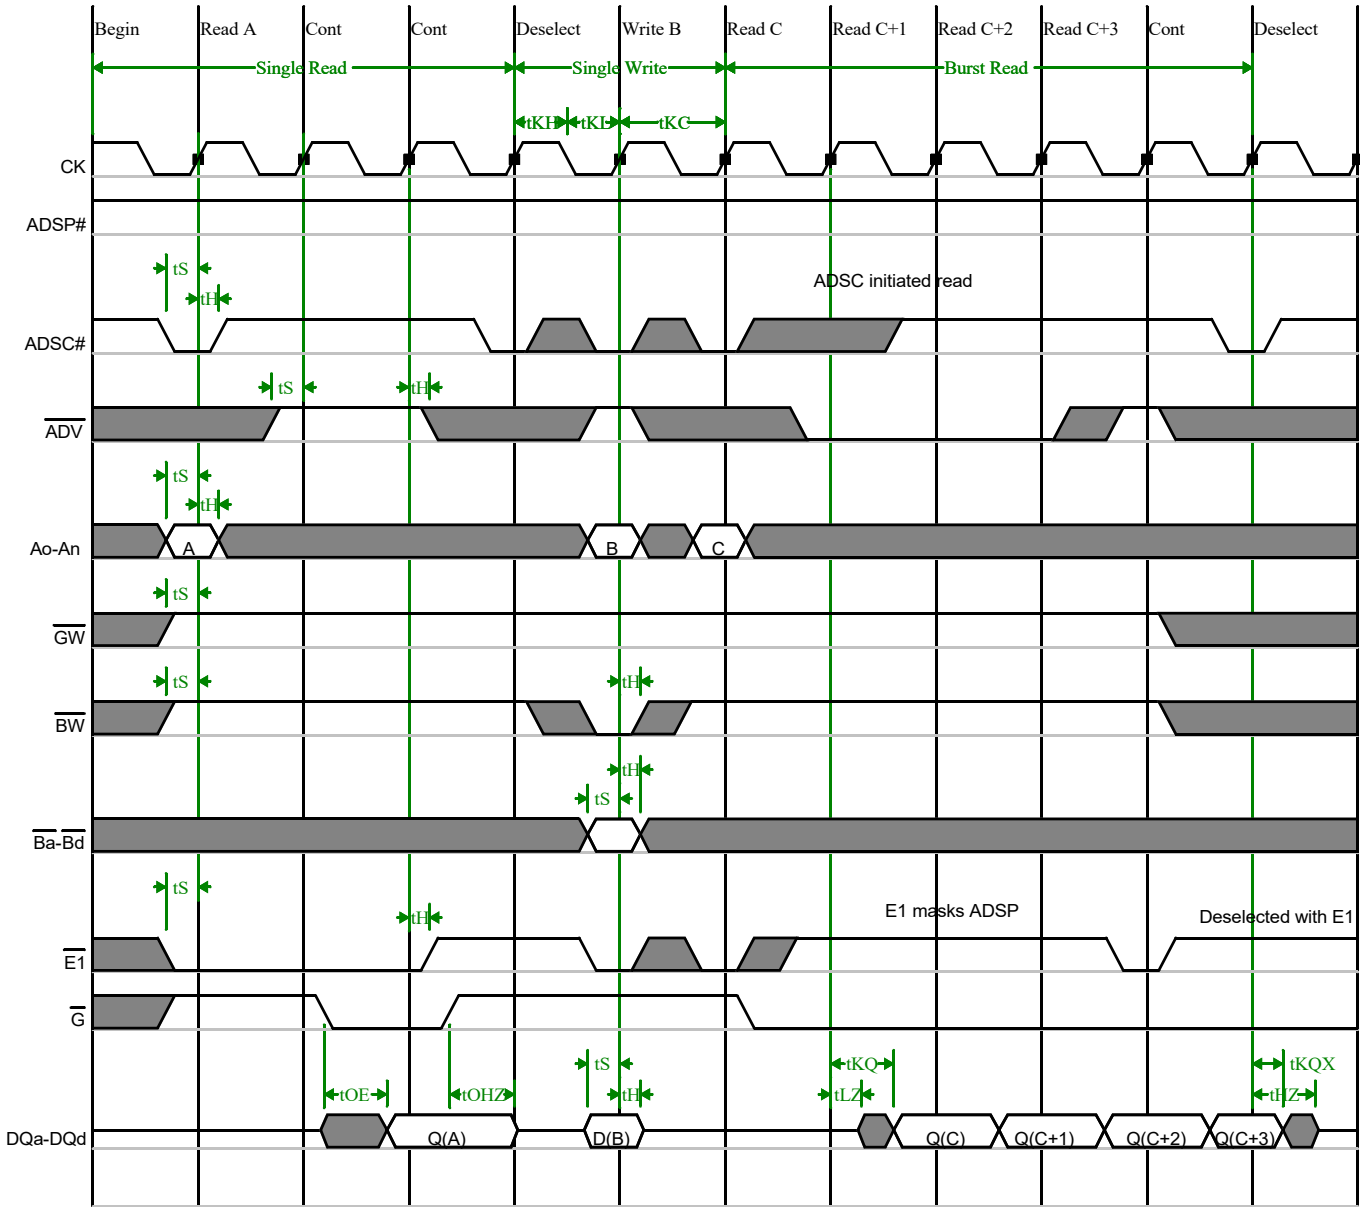 Begin Read A Cont Cont Deselect Write B Read C Read C+1 Read C+2 Read C+3 Cont Deselect
Single Read Single Write Burst Read
tKH tKL tKC
CK
ADSP#
tS
ADSC initiated read
tH
ADSC#
tS tH
ADV
tS
tH
Ao-An A B C
tS
GW
tS tH
BW
tH
tS
Ba-Bd
tS
tH E1 masks ADSP Deselected with E1
E1
G
tS tKQ tKQX
tOE tOHZ tH tLZ tHZ
DQa-DQd Q(A) D(B) Q(C) Q(C+1) Q(C+2) Q(C+3)